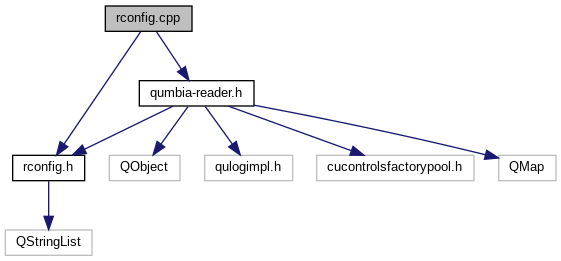 rconfig.cpp
qumbia-reader.h
rconfig.h
QObject
qulogimpl.h
cucontrolsfactorypool.h
QMap
QStringList